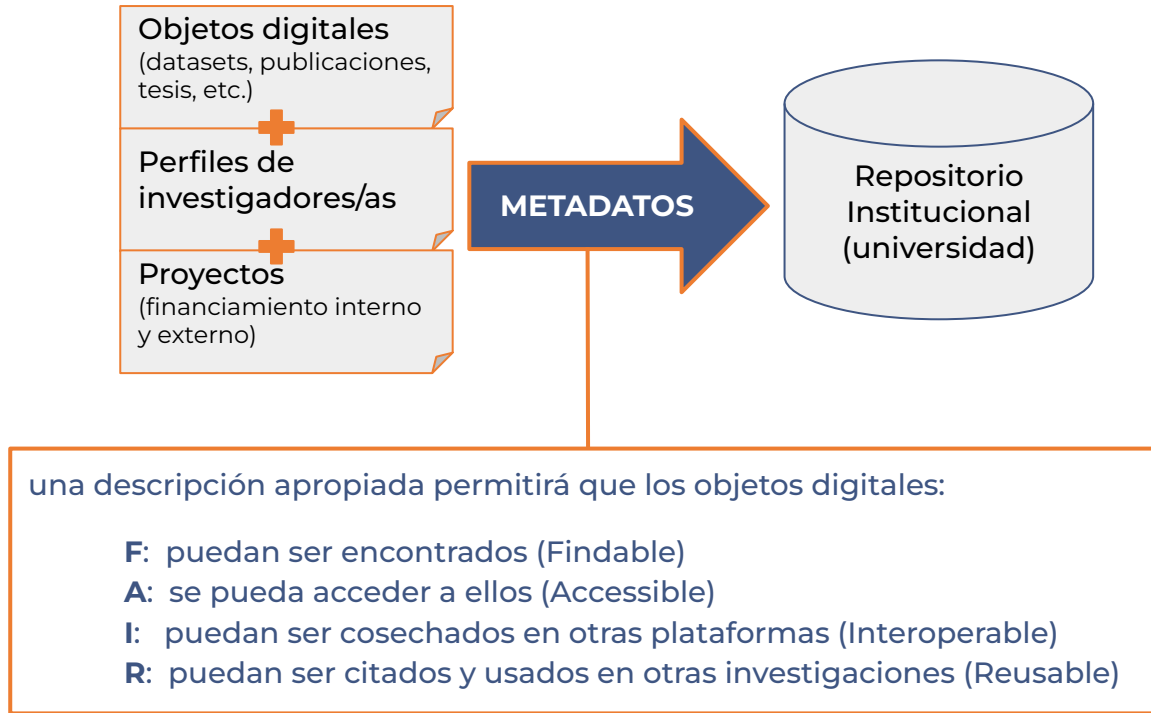 Objetos digitales
(datasets, publicaciones,
tesis, etc.)
Perfiles de
investigadores/as
Proyectos
(financiamiento interno
y externo)
METADATOS
Repositorio
Institucional
(universidad)
una descripción apropiada permitirá que los objetos digitales:
F: puedan ser encontrados (Findable)
A: se pueda acceder a ellos (Accessible)
I: puedan ser cosechados en otras plataformas (Interoperable)
R: puedan ser citados y usados en otras investigaciones (Reusable)